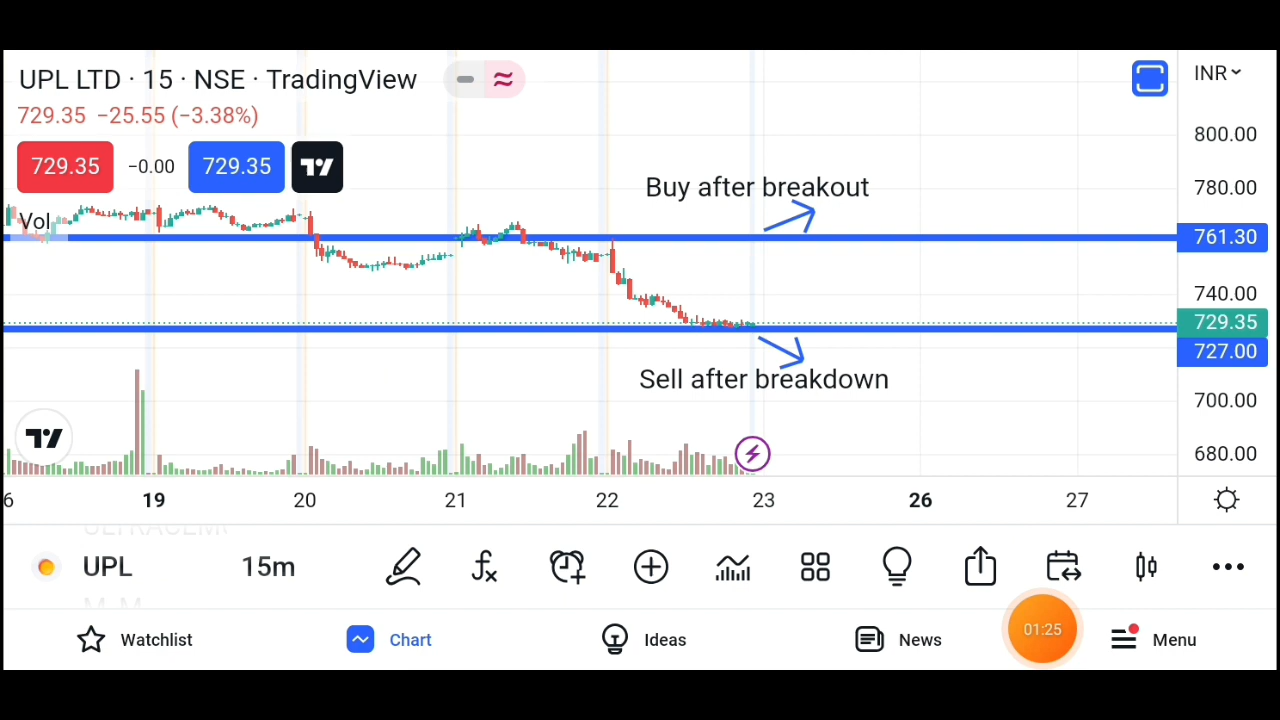 UPL LTD · 15 · NSE · TradingView
INR
729.35 −25.55 (−3.38%)
729.35 −0.00 729.35
800.00
Buy after breakout
780.00
Vol
761.30
740.00
729.35
727.00
Sell after breakdown
700.00
680.00
6 19 20 21 22 23 26 27
UPL 15m
Watchlist Chart Ideas News 01:25 Menu